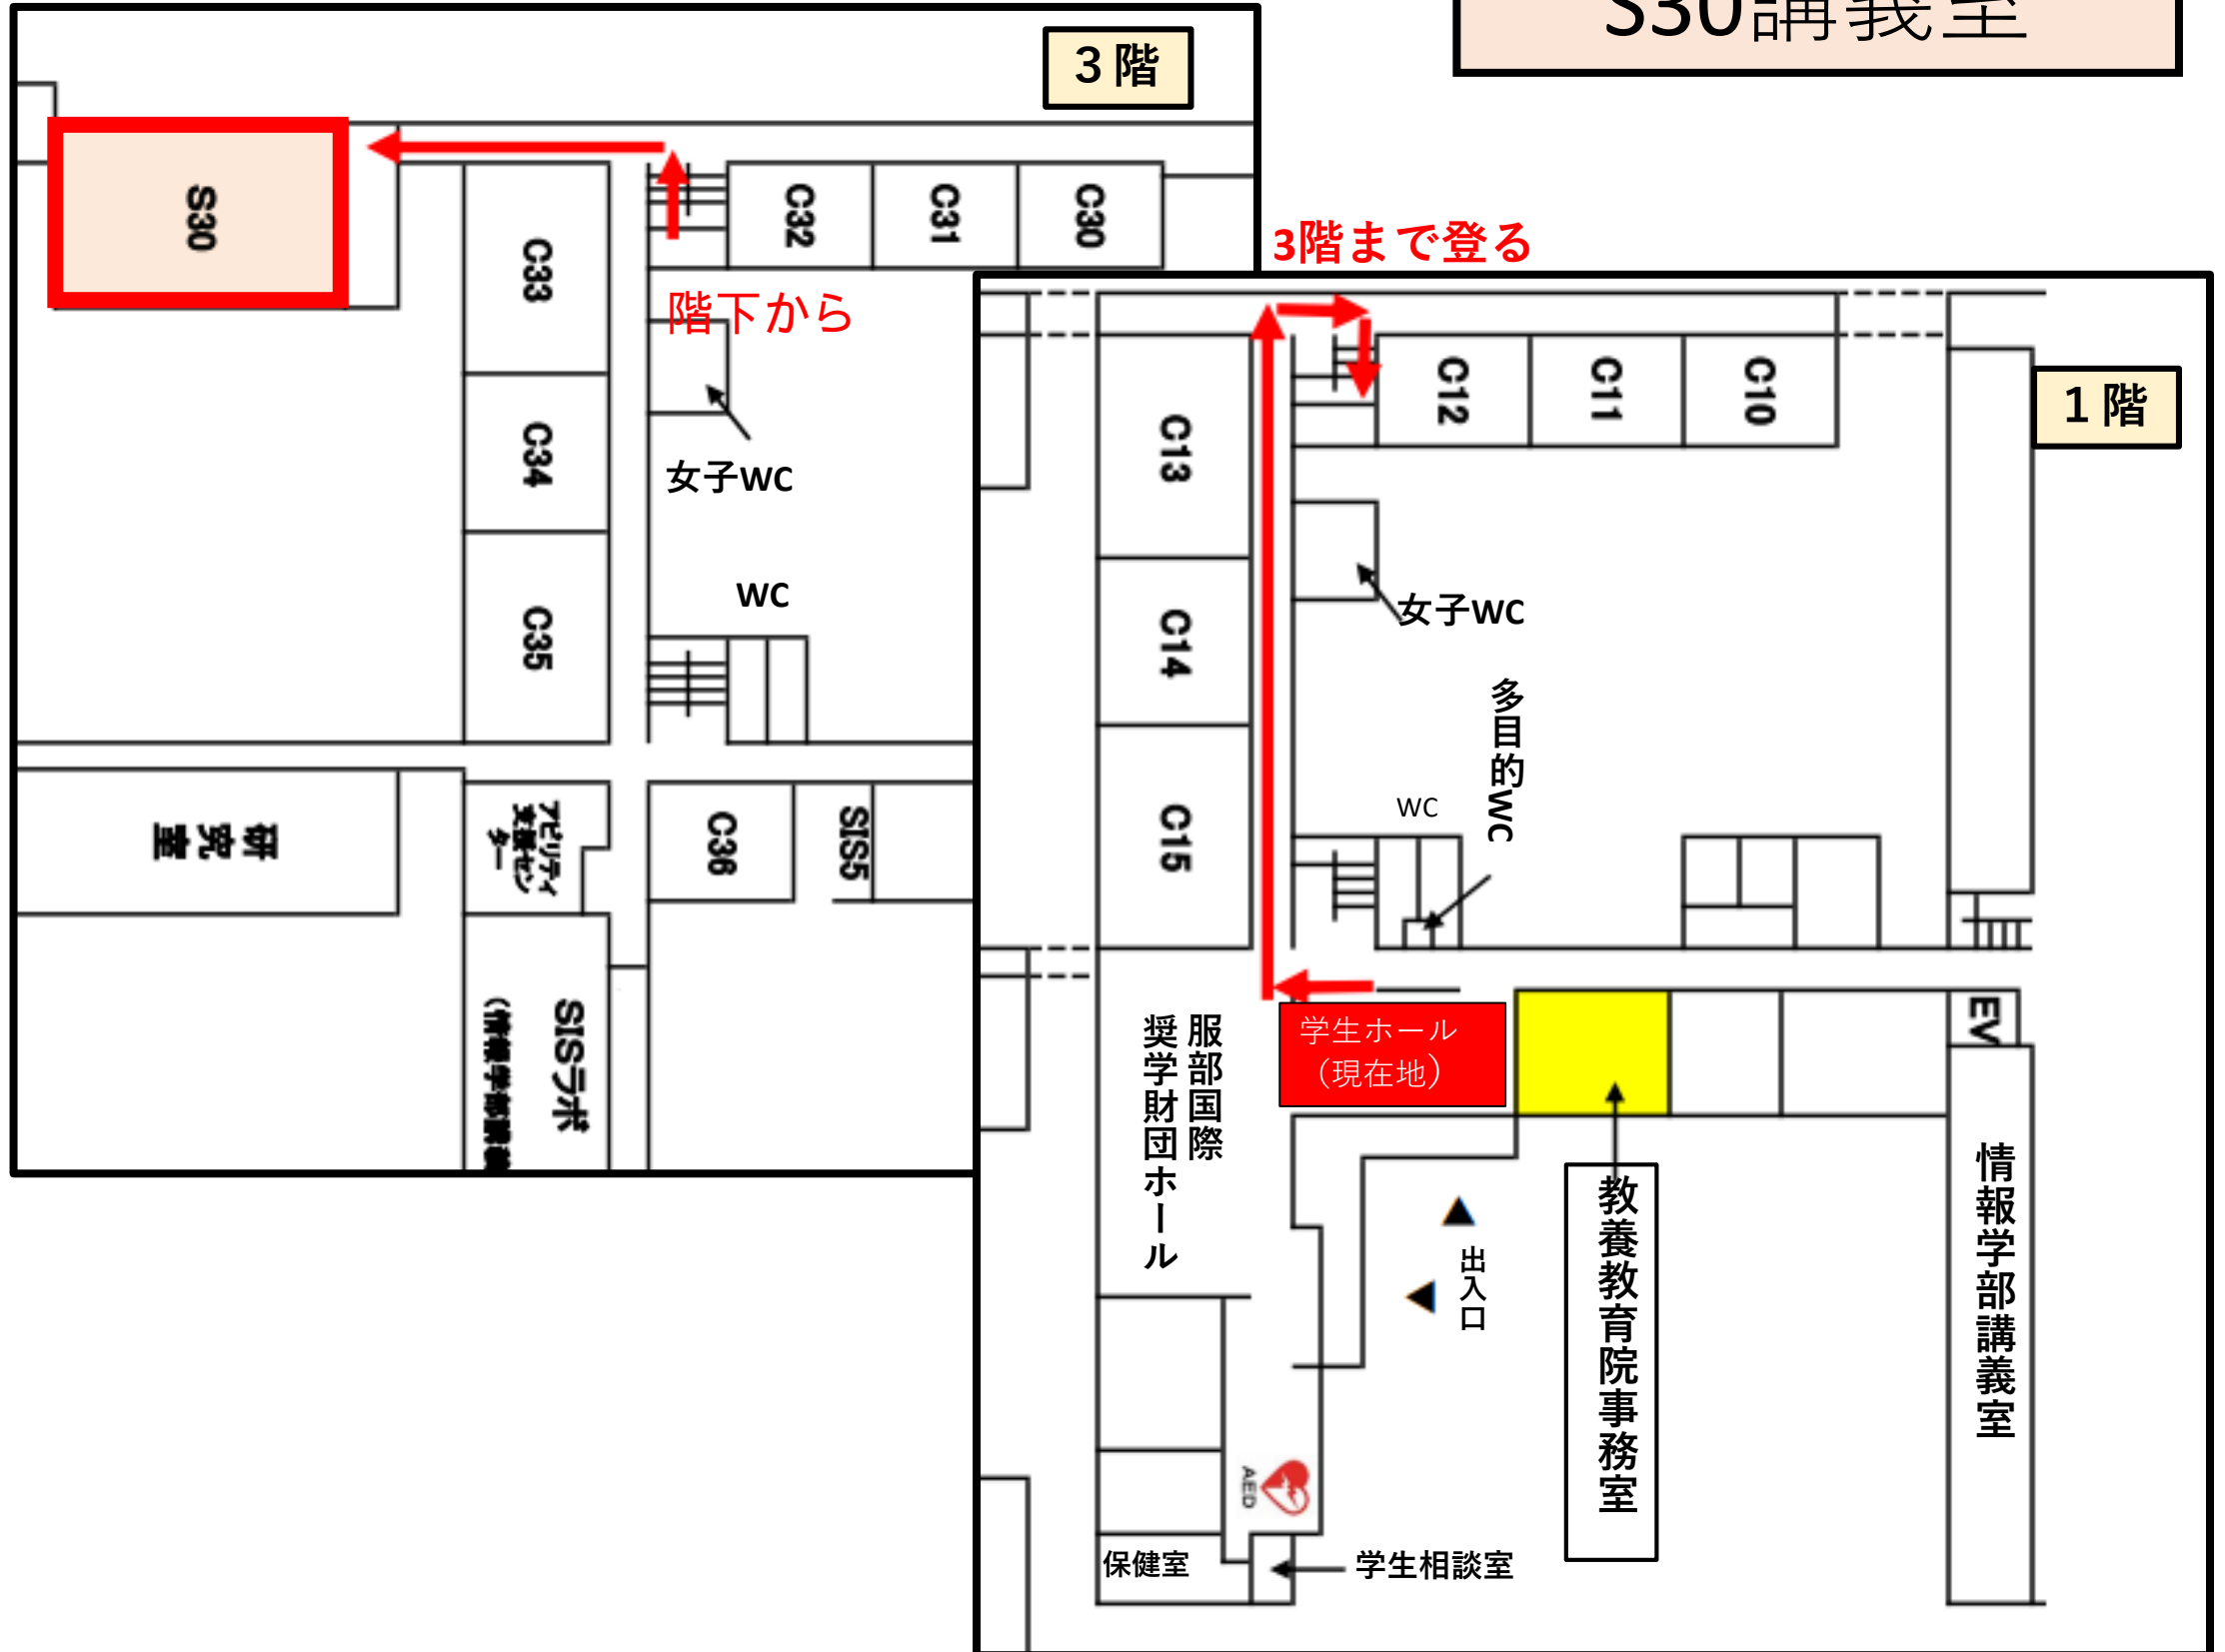 S30講義室
3階
S30
C32
C31
C30
C33
階下から
C34
女子WC
C35
WC
研究室
アビリティ
支援セン
ター
C36
SIS5
SISラボ
3階まで登る
1階
C12
C11
C10
C13
女子WC
C14
多目的WC
WC
C15
学生ホール
（現在地）
EV
服部国際
奨学財団ホール
出入口
教養教育院事務室
情報学部講義室
AED
保健室
学生相談室